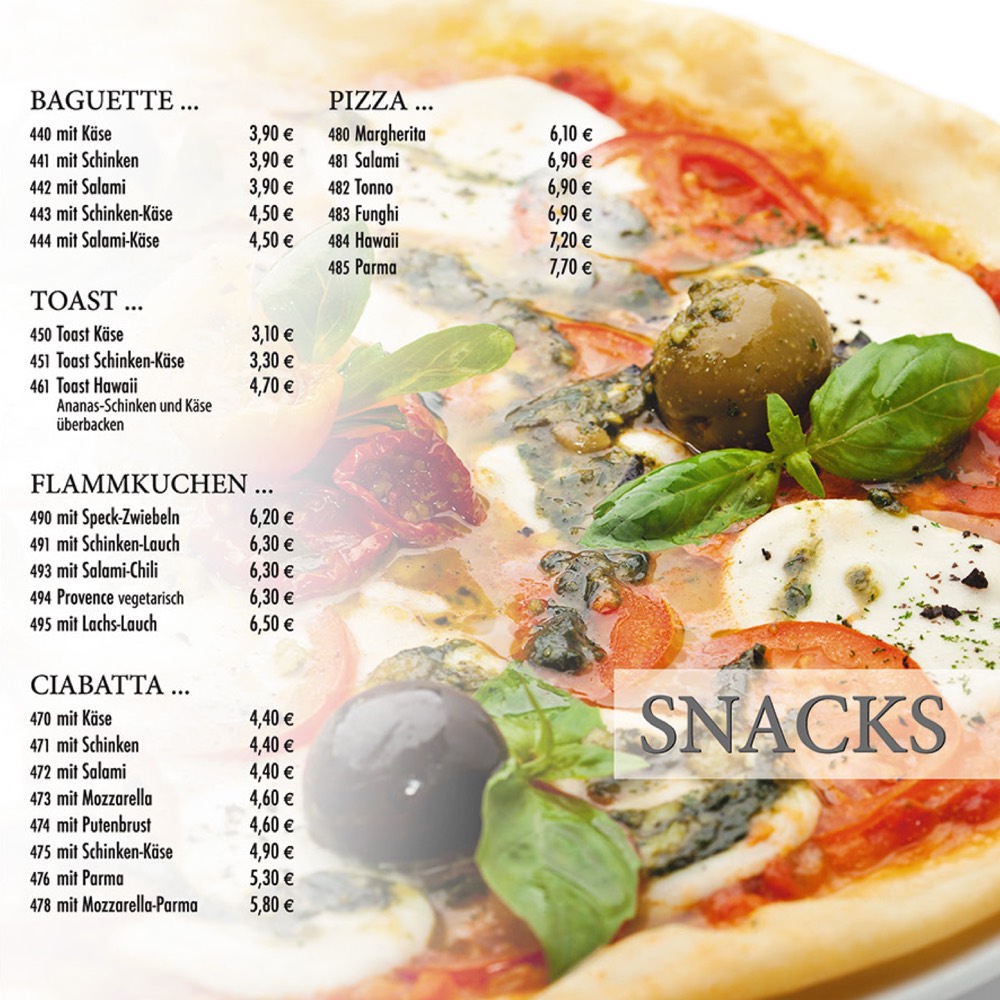 BAGUETTE ...
440 mit Käse 3,90 €
441 mit Schinken 3,90 €
442 mit Salami 3,90 €
443 mit Schinken-Käse 4,50 €
444 mit Salami-Käse 4,50 €
TOAST ...
450 Toast Käse 3,10 €
451 Toast Schinken-Käse 3,30 €
461 Toast Hawaii 4,70 €
Ananas-Schinken und Käse
überbacken
FLAMMKUCHEN ...
490 mit Speck-Zwiebeln 6,20 €
491 mit Schinken-Lauch 6,30 €
493 mit Salami-Chili 6,30 €
494 Provence vegetarisch 6,30 €
495 mit Lachs-Lauch 6,50 €
CIABATTA ...
470 mit Käse 4,40 €
471 mit Schinken 4,40 €
472 mit Salami 4,40 €
473 mit Mozzarella 4,60 €
474 mit Putenbrust 4,60 €
475 mit Schinken-Käse 4,90 €
476 mit Parma 5,30 €
478 mit Mozzarella-Parma 5,80 €
PIZZA ...
480 Margherita 6,10 €
481 Salami 6,90 €
482 Tonno 6,90 €
483 Funghi 6,90 €
484 Hawaii 7,20 €
485 Parma 7,70 €
SNACKS